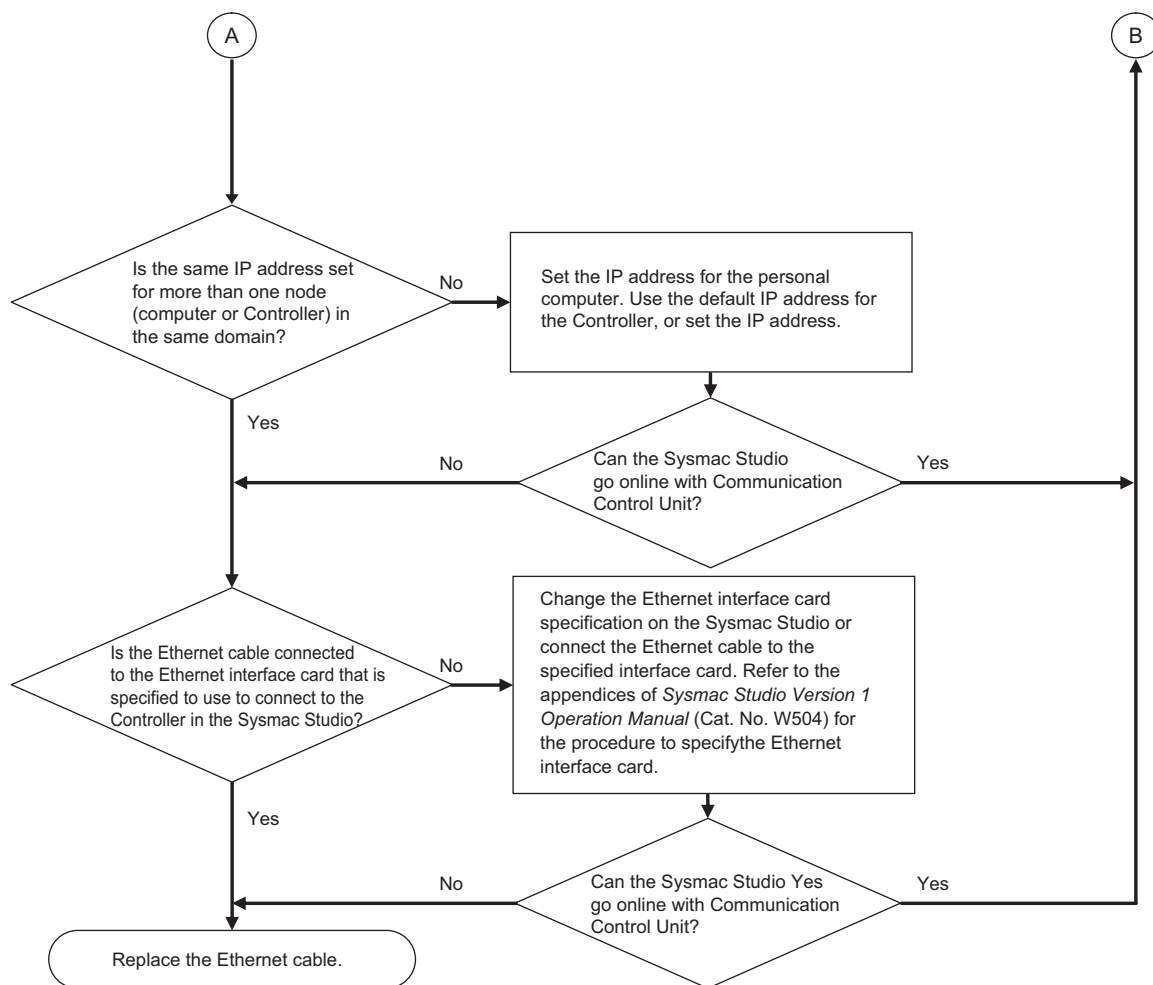 A
B
Is the same IP address set
for more than one node
(computer or Controller) in
the same domain?
No
Set the IP address for the personal
computer. Use the default IP address for
the Controller, or set the IP address.
Yes
No
Can the Sysmac Studio
go online with Communication
Control Unit?
Yes
Is the Ethernet cable connected
to the Ethernet interface card that is
specified to use to connect to the
Controller in the Sysmac Studio?
No
Change the Ethernet interface card
specification on the Sysmac Studio or
connect the Ethernet cable to the
specified interface card. Refer to the
appendices of Sysmac Studio Version 1
Operation Manual (Cat. No. W504) for
the procedure to specifythe Ethernet
interface card.
Yes
No
Can the Sysmac Studio Yes
go online with Communication
Control Unit?
Yes
Replace the Ethernet cable.